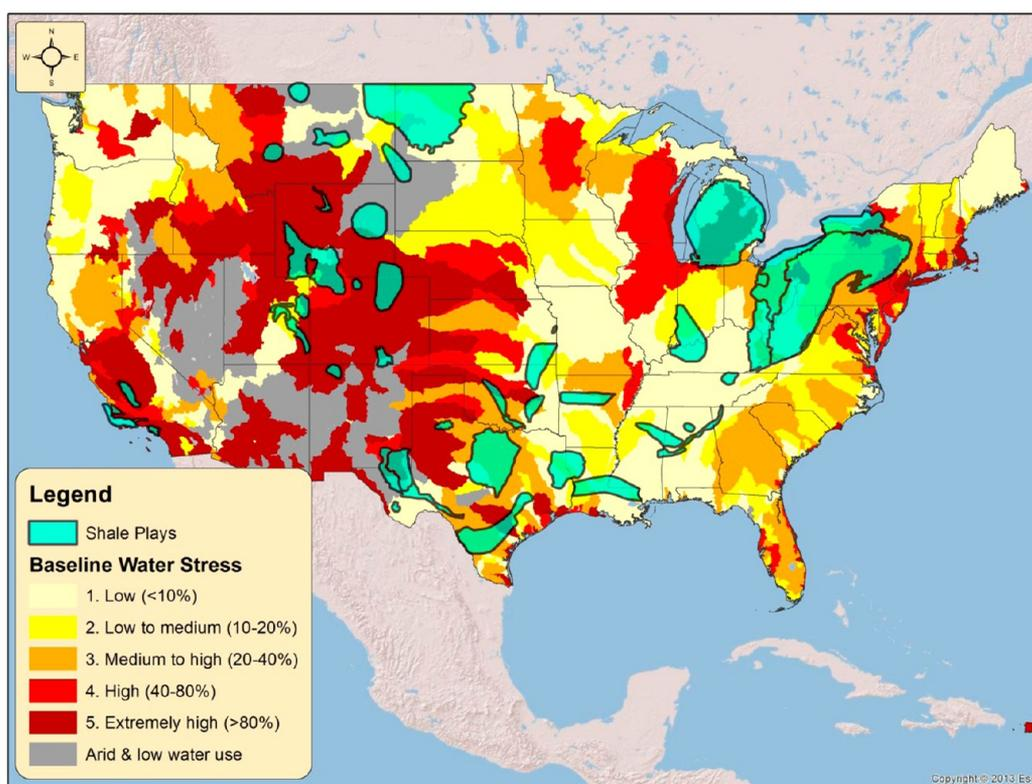 N
W E
S
Legend
Shale Plays
Baseline Water Stress
1. Low (<10%)
2. Low to medium (10-20%)
3. Medium to high (20-40%)
4. High (40-80%)
5. Extremely high (>80%)
Arid & low water use
Copyright © 2013 Es